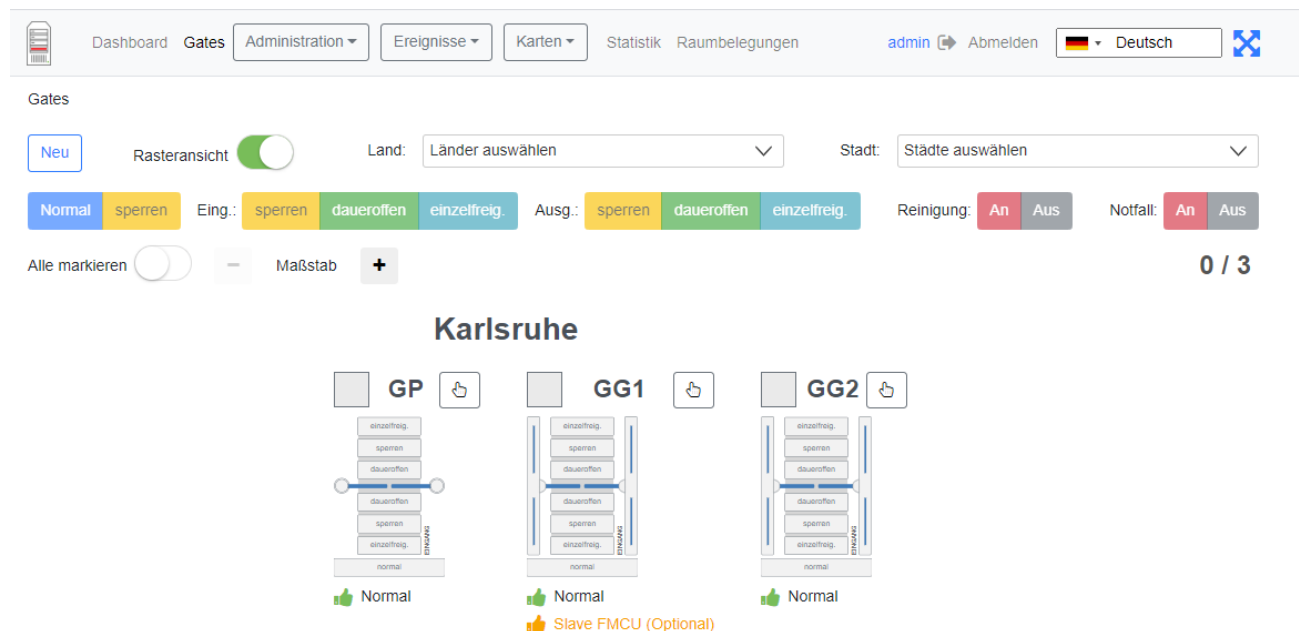 Dashboard Gates Administration Ereignisse Karten Statistik Raumbelegungen admin Abmelden Deutsch
Gates
Neu Rasteransicht Land: Länder auswählen Stadt: Städte auswählen
Normal sperren Eing.: sperren daueroffen einzelfreig. Ausg.: sperren daueroffen einzelfreig. Reinigung: An Aus Notfall: An Aus
Alle markieren − Maßstab + 0 / 3
Karlsruhe
GP GG1 GG2
einzelfreig. einzelfreig. einzelfreig.
sperren sperren sperren
daueroffen daueroffen daueroffen
daueroffen daueroffen daueroffen
sperren sperren sperren
einzelfreig. EINGANG einzelfreig. EINGANG einzelfreig. EINGANG
normal normal normal
Normal Normal Normal
Slave FMCU (Optional)